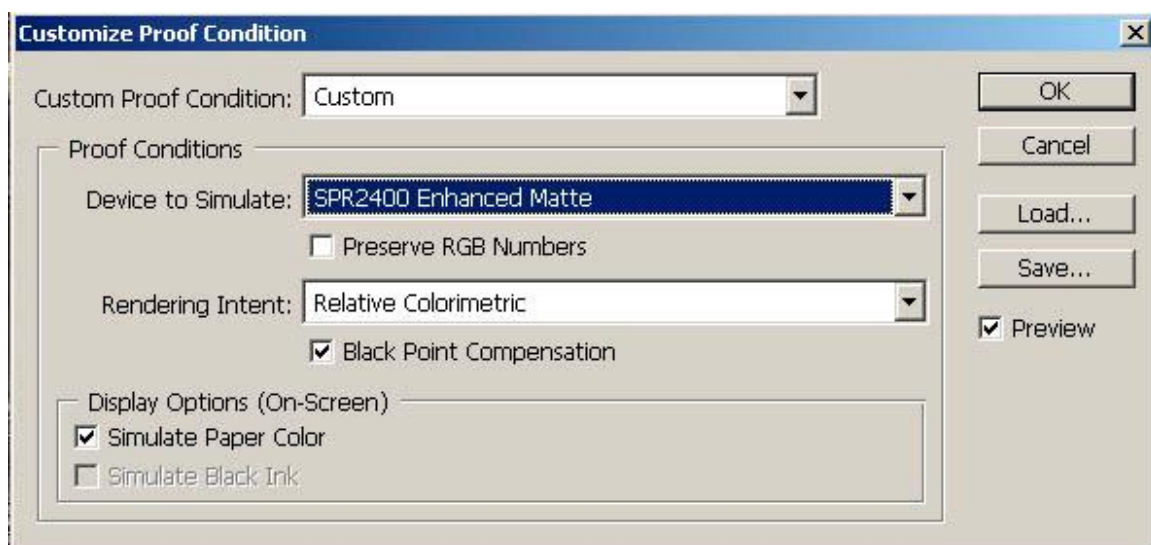 Customize Proof Condition
Custom Proof Condition: Custom
OK
Proof Conditions
Cancel
Device to Simulate: SPR2400 Enhanced Matte
Load...
Preserve RGB Numbers
Save...
Rendering Intent: Relative Colorimetric
Preview
Black Point Compensation
Display Options (On-Screen)
Simulate Paper Color
Simulate Black Ink